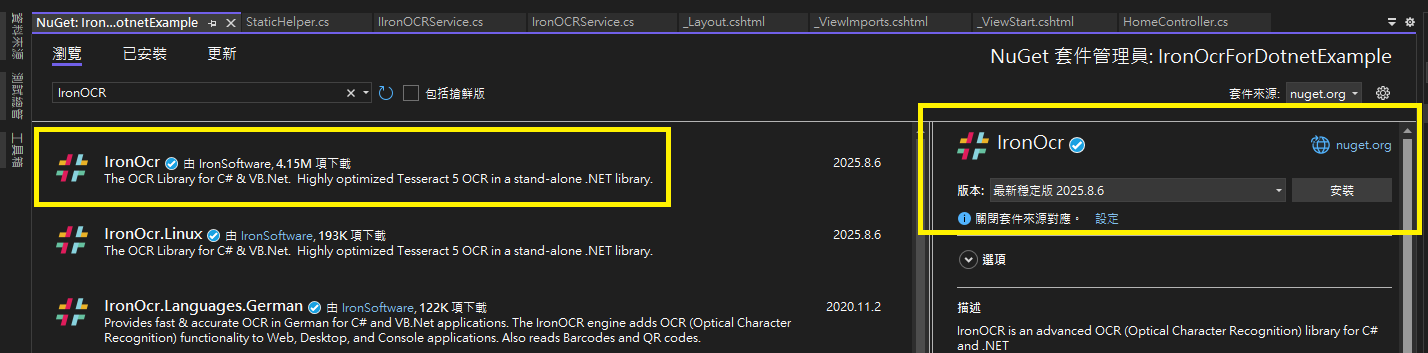 NuGet: Iron...otnetExample StaticHelper.cs IIronOCRService.cs IronOCRService.cs _Layout.cshtml _ViewImports.cshtml _ViewStart.cshtml HomeController.cs
資料來源
測試總管
工具箱
瀏覽 已安裝 更新
NuGet 套件管理員: IronOcrForDotnetExample
IronOCR
包括搶鮮版
套件來源: nuget.org
IronOcr 由 IronSoftware, 4.15M 項下載
2025.8.6
The OCR Library for C# & VB.Net. Highly optimized Tesseract 5 OCR in a stand-alone .NET library.
IronOcr.Linux 由 IronSoftware, 193K 項下載
2025.8.6
The OCR Library for C# & VB.Net. Highly optimized Tesseract 5 OCR in a stand-alone .NET library.
IronOcr.Languages.German 由 IronSoftware, 122K 項下載
2020.11.2
Provides fast & accurate OCR in German for C# and VB.Net applications. The IronOCR engine adds OCR (Optical Character
Recognition) functionality to Web, Desktop, and Console applications. Also reads Barcodes and QR codes.
IronOcr
nuget.org
版本: 最新穩定版 2025.8.6 安裝
關閉套件來源對應。 設定
選項
描述
IronOCR is an advanced OCR (Optical Character Recognition) library for C#
and .NET